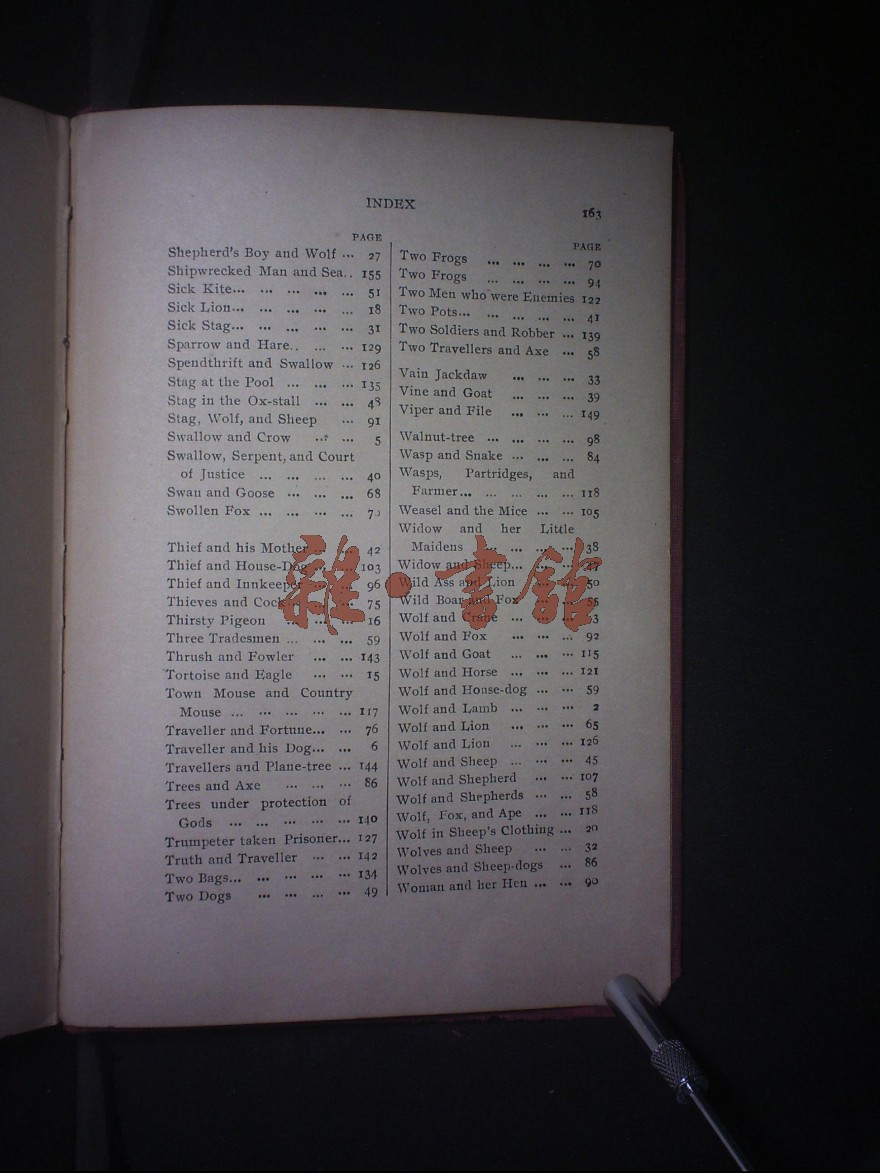 INDEX
163
PAGE
Shepherd's Boy and Wolf ... 27
Shipwrecked Man and Sea.. 155
Sick Kite... ... ... ... ... ... 51
Sick Lion... ... ... ... ... ... 18
Sick Stag... ... ... ... ... ... 31
Sparrow and Hare.. ... ... 129
Spendthrift and Swallow ... 126
Stag at the Pool ... ... ... 135
Stag in the Ox-stall ... ... 48
Stag, Wolf, and Sheep ... 91
Swallow and Crow ... ... 5
Swallow, Serpent, and Court
of Justice ... ... ... ... 40
Swan and Goose ... ... ... 68
Swollen Fox ... ... ... ...
Thief and his Mother ... ... 42
Thief and House-Dog ... 103
Thief and Innkeeper ... 96
Thieves and Cock ... ... 75
Thirsty Pigeon ... ... ... 16
Three Tradesmen ... ... ... 59
Thrush and Fowler ... ... 143
Tortoise and Eagle ... ... 15
Town Mouse and Country
Mouse ... ... ... ... ... 117
Traveller and Fortune... ... 76
Traveller and his Dog... ... 6
Travellers and Plane-tree ... 144
Trees and Axe ... ... ... 86
Trees under protection of
Gods ... ... ... ... ... 140
Trumpeter taken Prisoner... 127
Truth and Traveller ... ... 142
Two Bags... ... ... ... ... 134
Two Dogs ... ... ... ... 49
PAGE
Two Frogs ... ... ... ... 70
Two Frogs ... ... ... ... 94
Two Men who were Enemies 122
Two Pots... ... ... ... ... 41
Two Soldiers and Robber ... 139
Two Travellers and Axe ... 58
Vain Jackdaw ... ... ... 33
Vine and Goat ... ... ... 39
Viper and File ... ... ... 149
Walnut-tree ... ... ... ... 98
Wasp and Snake ... ... ... 84
Wasps, Partridges, and
Farmer... ... ... ... ... 118
Weasel and the Mice ... ... 105
Widow and her Little
Maidens ... ... ... ... 38
Widow and Sheep... ... ...
Wild Ass and Lion ... ... 50
Wild Boar and Fox ... ... 55
Wolf and Crane ... ... ...
Wolf and Fox ... ... ... 92
Wolf and Goat ... ... ... 115
Wolf and Horse ... ... ... 121
Wolf and House-dog ... ... 59
Wolf and Lamb ... ... ... 2
Wolf and Lion ... ... ... 65
Wolf and Lion ... ... ... 126
Wolf and Sheep ... ... ... 45
Wolf and Shepherd ... ... 107
Wolf and Shepherds ... ... 58
Wolf, Fox, and Ape ... ... 118
Wolf in Sheep's Clothing ... 20
Wolves and Sheep ... ... 32
Wolves and Sheep-dogs ... 86
Woman and her Hen ... ... 90
雜·書館